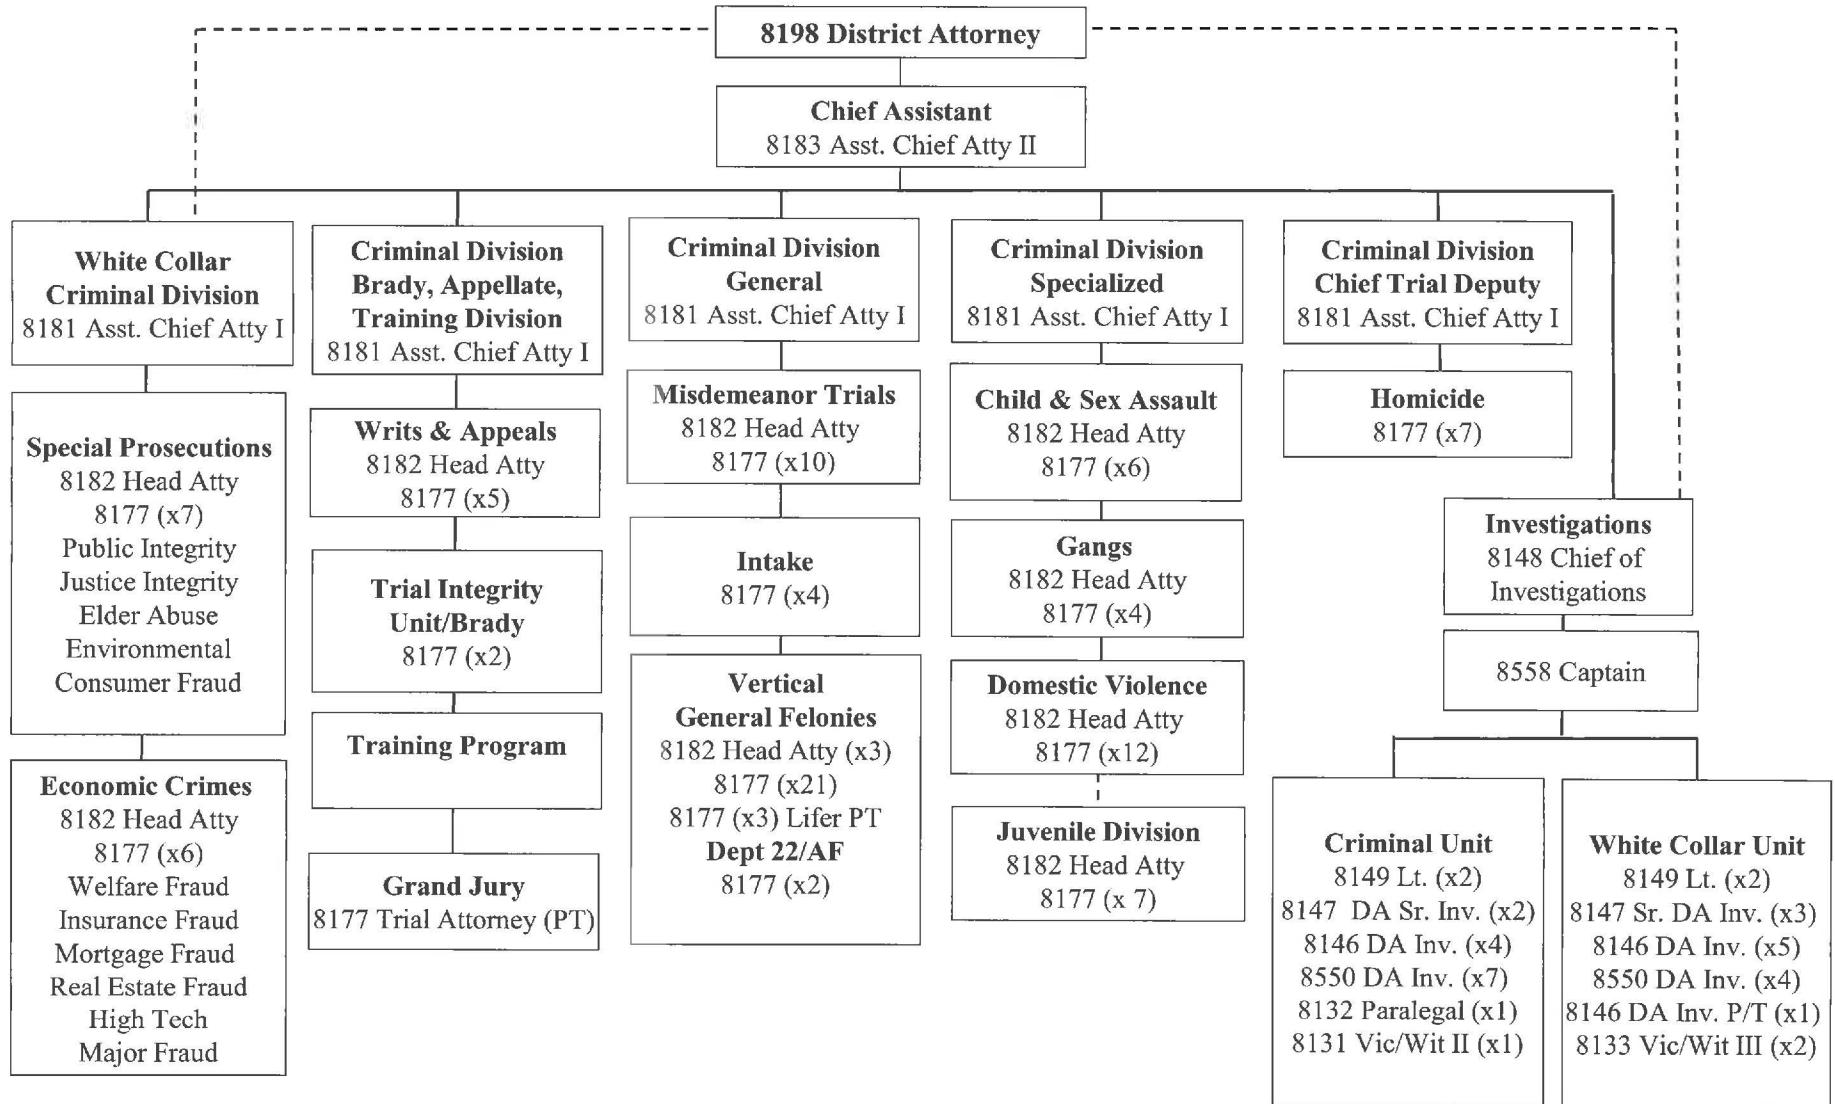 8198 District Attorney
Chief Assistant
8183 Asst. Chief Atty II
White Collar
Criminal Division
8181 Asst. Chief Atty I
Special Prosecutions
8182 Head Atty
8177 (x7)
Public Integrity
Justice Integrity
Elder Abuse
Environmental
Consumer Fraud
Economic Crimes
8182 Head Atty
8177 (x6)
Welfare Fraud
Insurance Fraud
Mortgage Fraud
Real Estate Fraud
High Tech
Major Fraud
Criminal Division
Brady, Appellate,
Training Division
8181 Asst. Chief Atty I
Writs & Appeals
8182 Head Atty
8177 (x5)
Trial Integrity
Unit/Brady
8177 (x2)
Training Program
Grand Jury
8177 Trial Attorney (PT)
Criminal Division
General
8181 Asst. Chief Atty I
Misdemeanor Trials
8182 Head Atty
8177 (x10)
Intake
8177 (x4)
Vertical
General Felonies
8182 Head Atty (x3)
8177 (x21)
8177 (x3) Lifer PT
Dept 22/AF
8177 (x2)
Criminal Division
Specialized
8181 Asst. Chief Atty I
Child & Sex Assault
8182 Head Atty
8177 (x6)
Gangs
8182 Head Atty
8177 (x4)
Domestic Violence
8182 Head Atty
8177 (x12)
Juvenile Division
8182 Head Atty
8177 (x 7)
Criminal Division
Chief Trial Deputy
8181 Asst. Chief Atty I
Homicide
8177 (x7)
Investigations
8148 Chief of
Investigations
8558 Captain
Criminal Unit
8149 Lt. (x2)
8147 DA Sr. Inv. (x2)
8146 DA Inv. (x4)
8550 DA Inv. (x7)
8132 Paralegal (x1)
8131 Vic/Wit II (x1)
White Collar Unit
8149 Lt. (x2)
8147 Sr. DA Inv. (x3)
8146 DA Inv. (x5)
8550 DA Inv. (x4)
8146 DA Inv. P/T (x1)
8133 Vic/Wit III (x2)